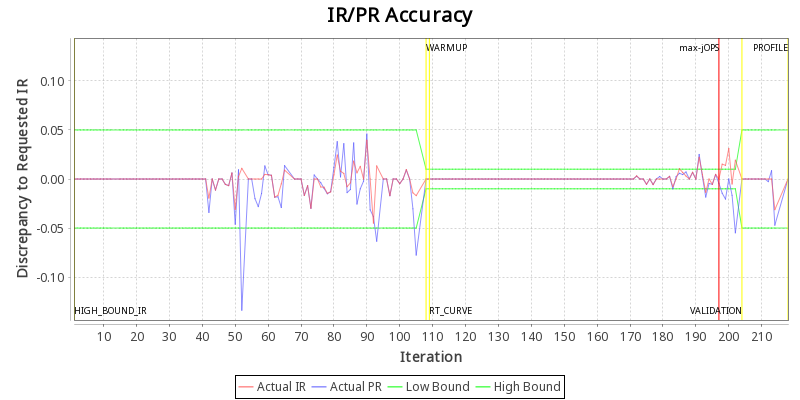 IR/PR Accuracy
WARMUP
max-jOPS
PROFILE
0.10
0.05
0.00
-0.05
-0.10
Discrepancy to Requested IR
HIGH_BOUND_IR
RT_CURVE
VALIDATION
10 20 30 40 50 60 70 80 90 100 110 120 130 140 150 160 170 180 190 200 210
Iteration
Actual IR Actual PR Low Bound High Bound